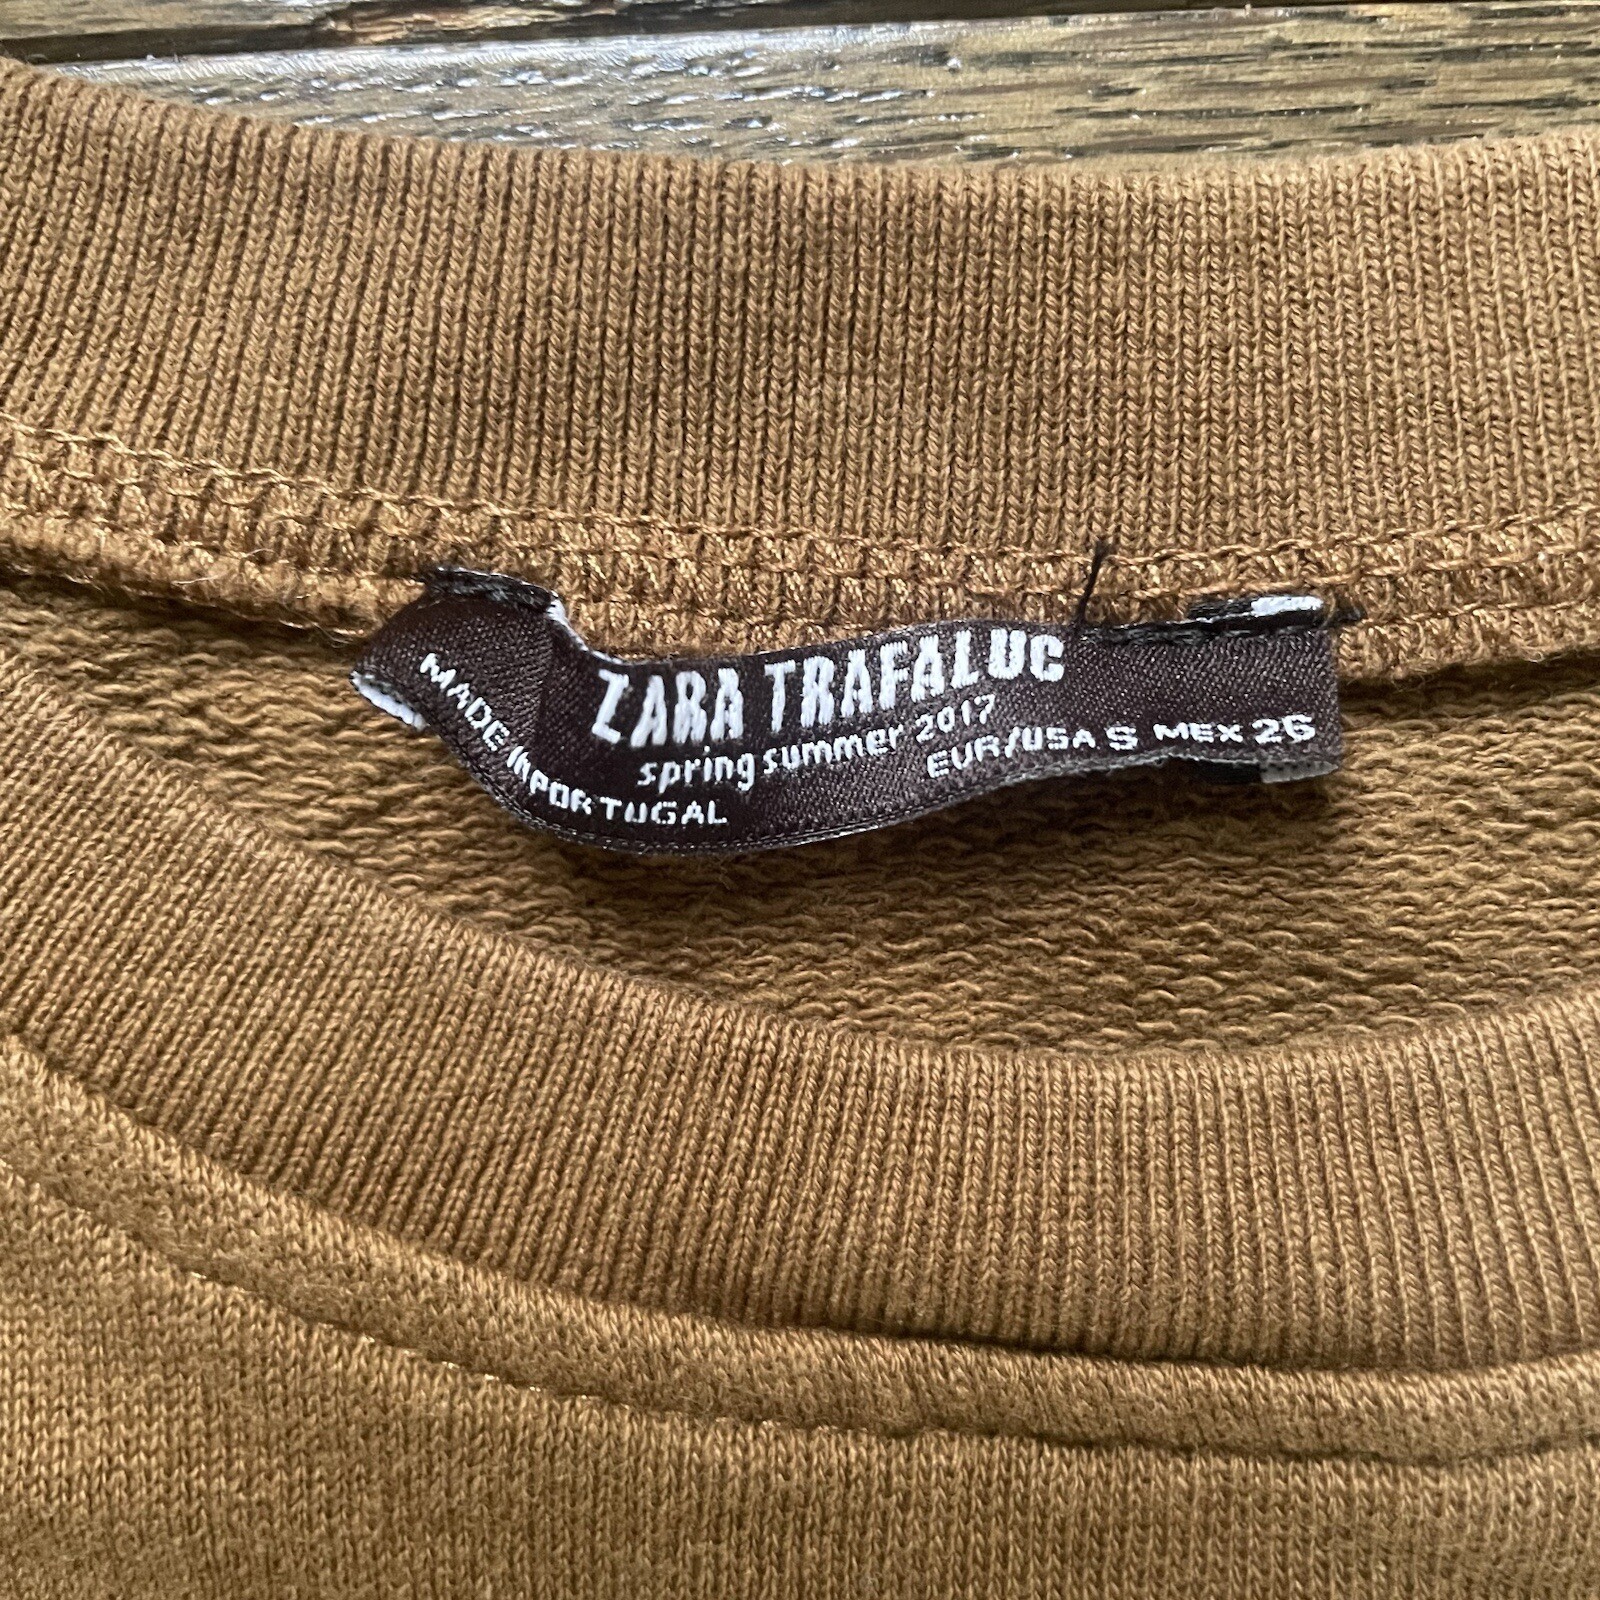 ZARA TRAFALUC
spring summer 2017
EUR/USA S MEX 26
MADE IN PORTUGAL